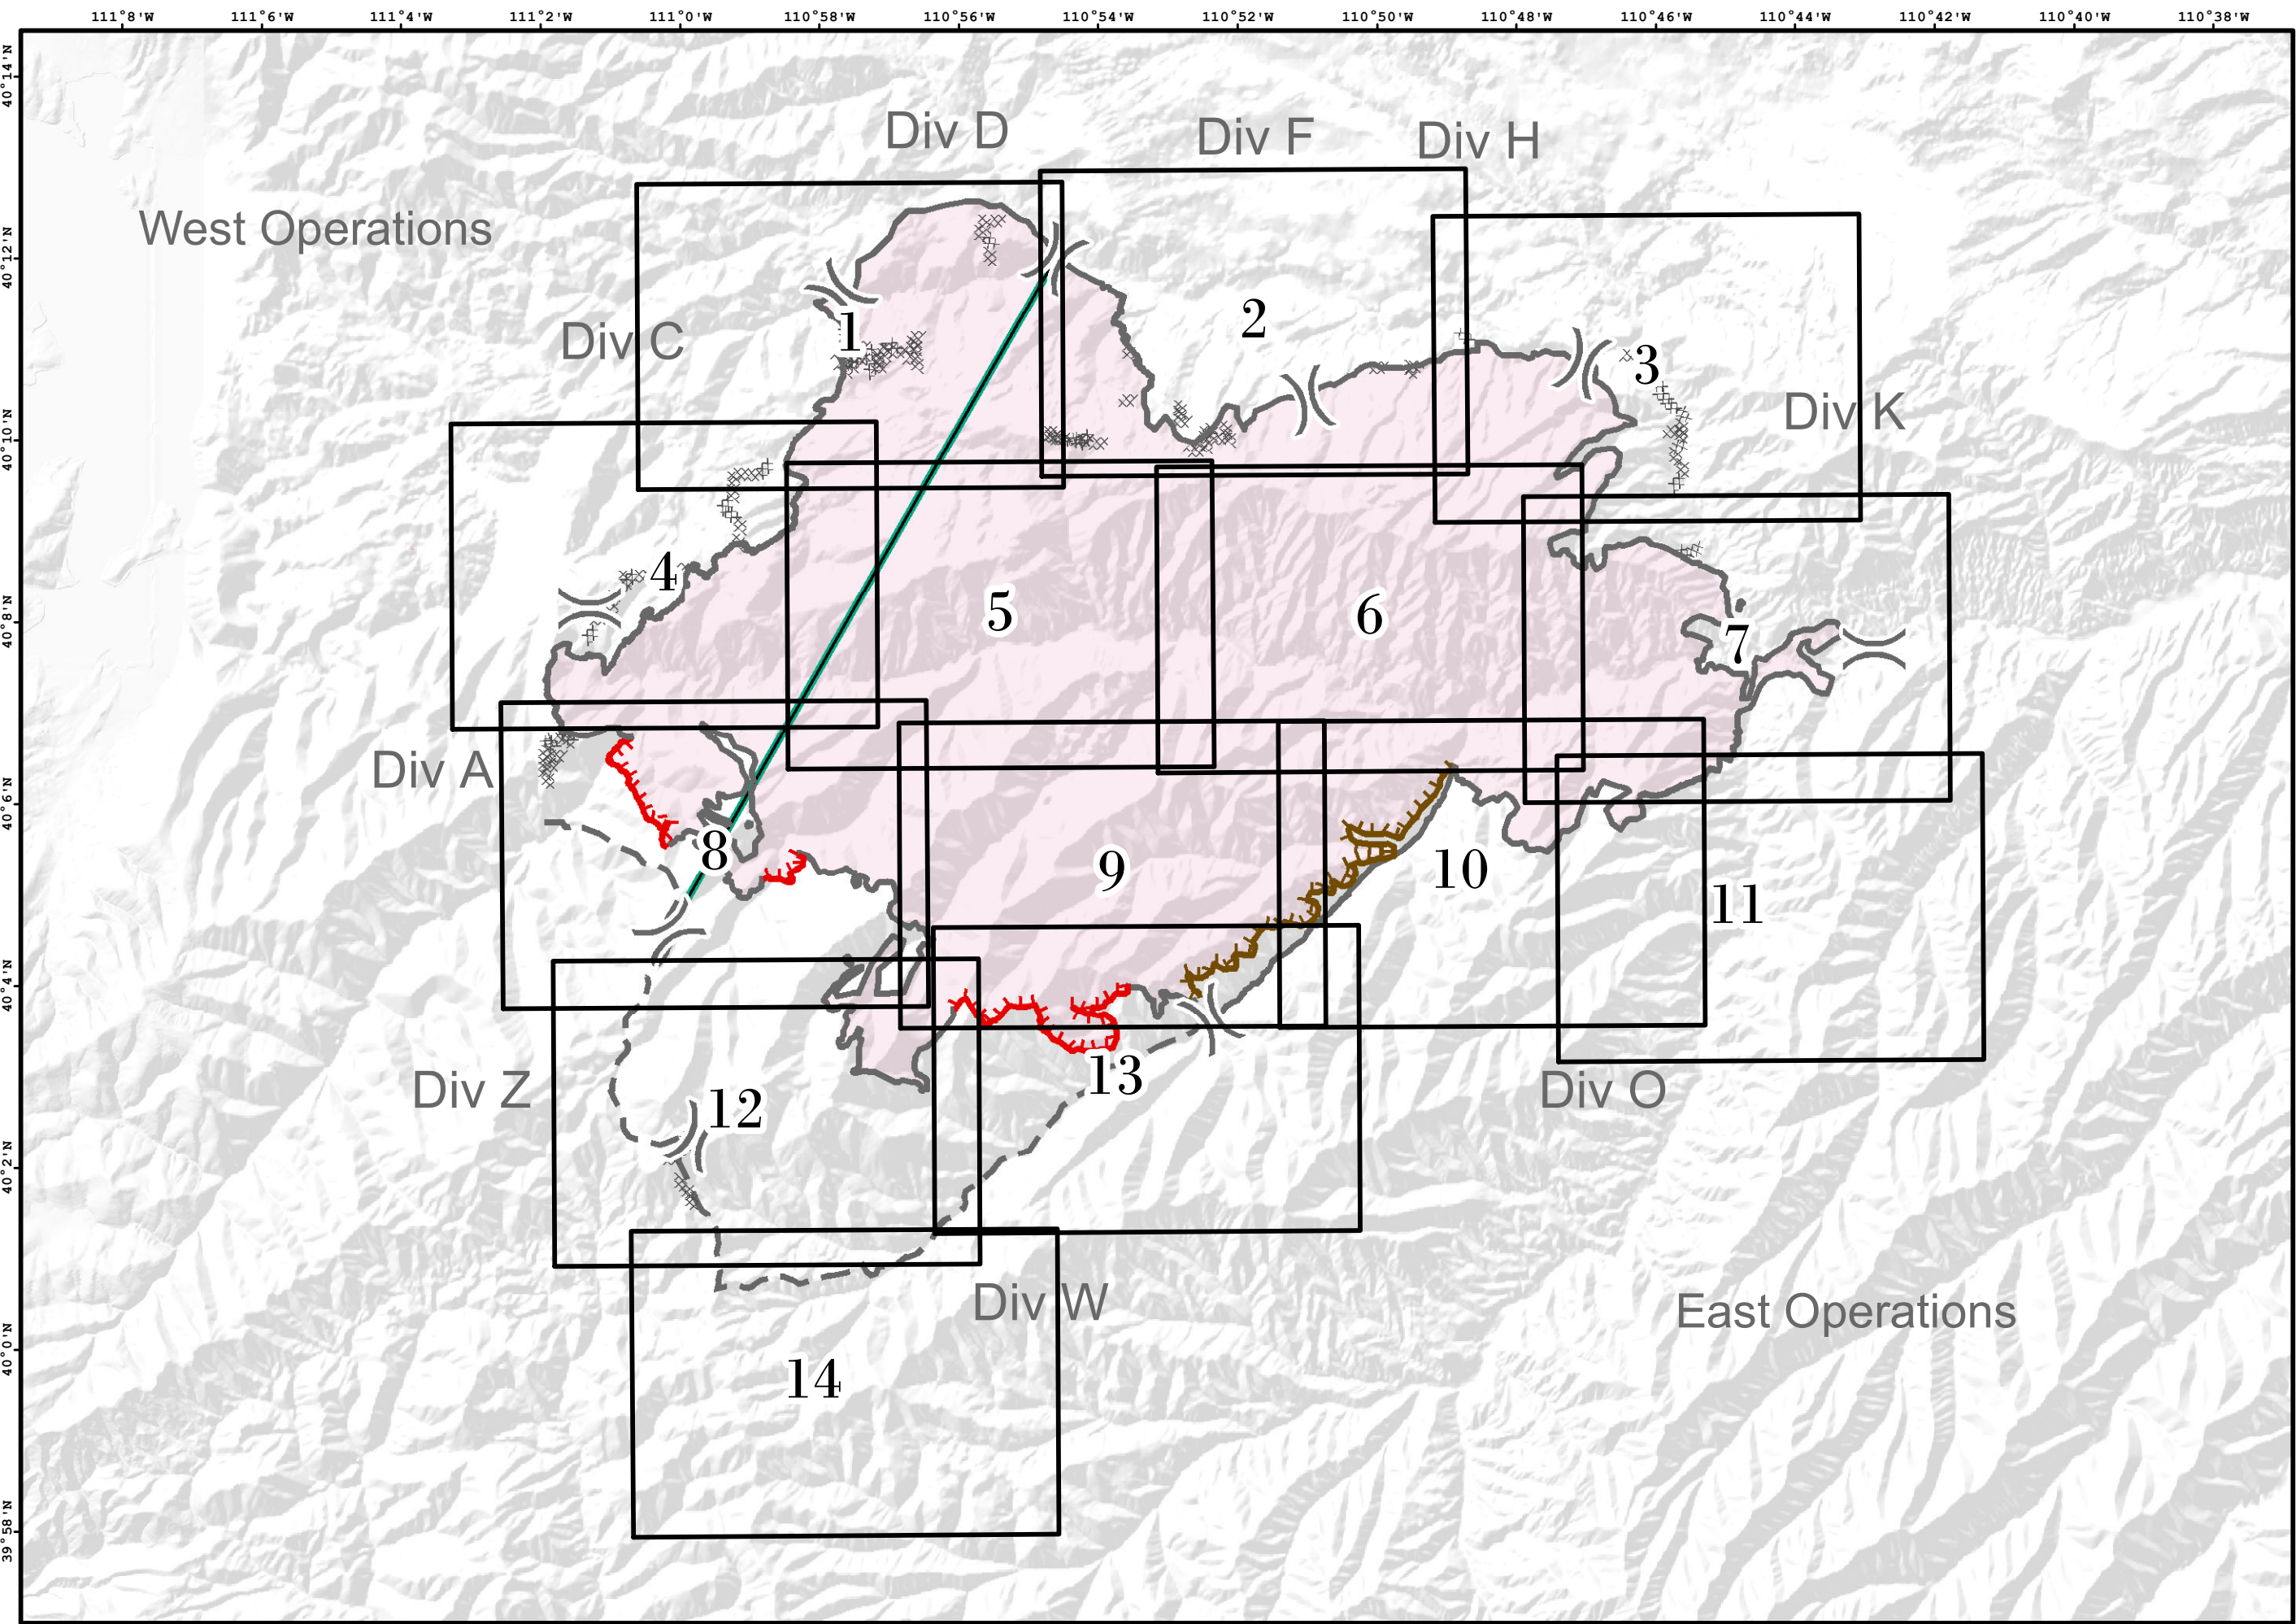 111°8'W 111°6'W 111°4'W 111°2'W 111°0'W 110°58'W 110°56'W 110°54'W 110°52'W 110°50'W 110°48'W 110°46'W 110°44'W 110°42'W 110°40'W 110°38'W
40°14'N
Div D
Div F
Div H
West Operations
40°12'N
1
2
3
Div C
Div K
40°10'N
4
5
6
7
40°8'N
Div A
40°6'N
8
9
10
11
40°4'N
Div Z
12
13
Div O
40°2'N
Div W
East Operations
40°0'N
14
39°58'N